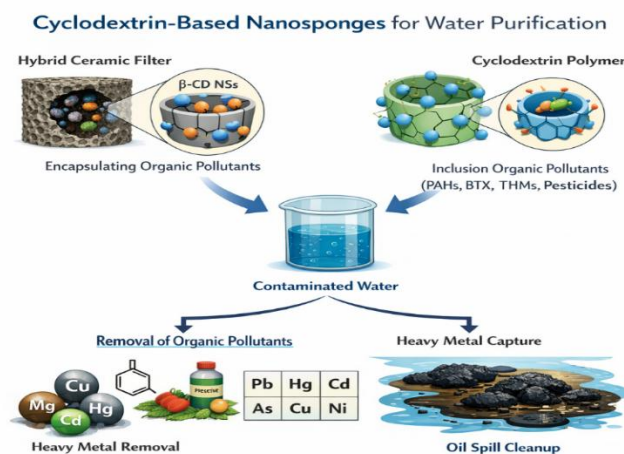 Cyclodextrin-Based Nanosponges for Water Purification
Hybrid Ceramic Filter
β-CD NSs
Encapsulating Organic Pollutants
Cyclodextrin Polymer
Inclusion Organic Pollutants
(PAHs, BTX, THMs, Pesticides)
Contaminated Water
Removal of Organic Pollutants
Cu
Mg
Hg
Cd
Pb Hg Cd
As Cu Ni
Heavy Metal Removal
Heavy Metal Capture
Oil Spill Cleanup